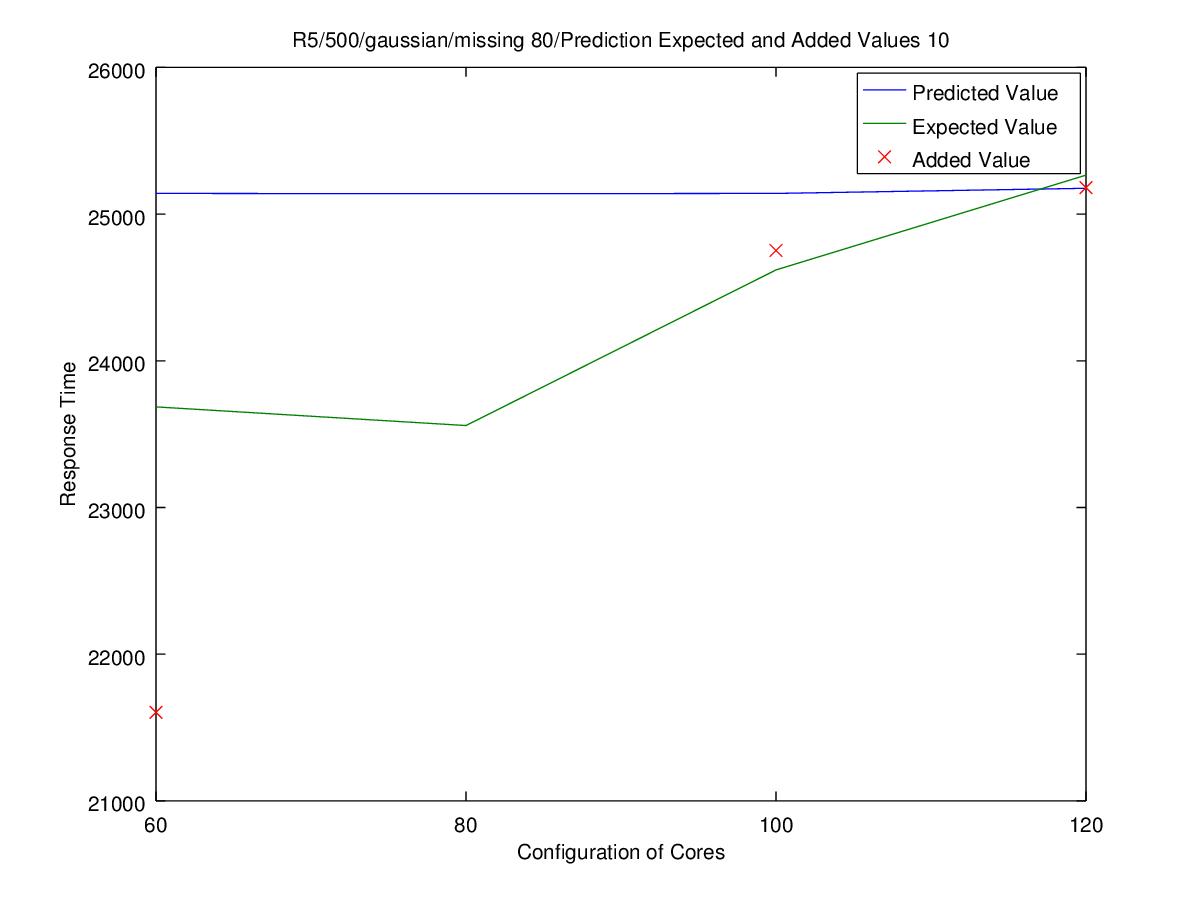 R5/500/gaussian/missing 80/Prediction Expected and Added Values 10
26000
25000
24000
23000
22000
21000
Response Time
Predicted Value
Expected Value
Added Value
60
80
100
120
Configuration of Cores